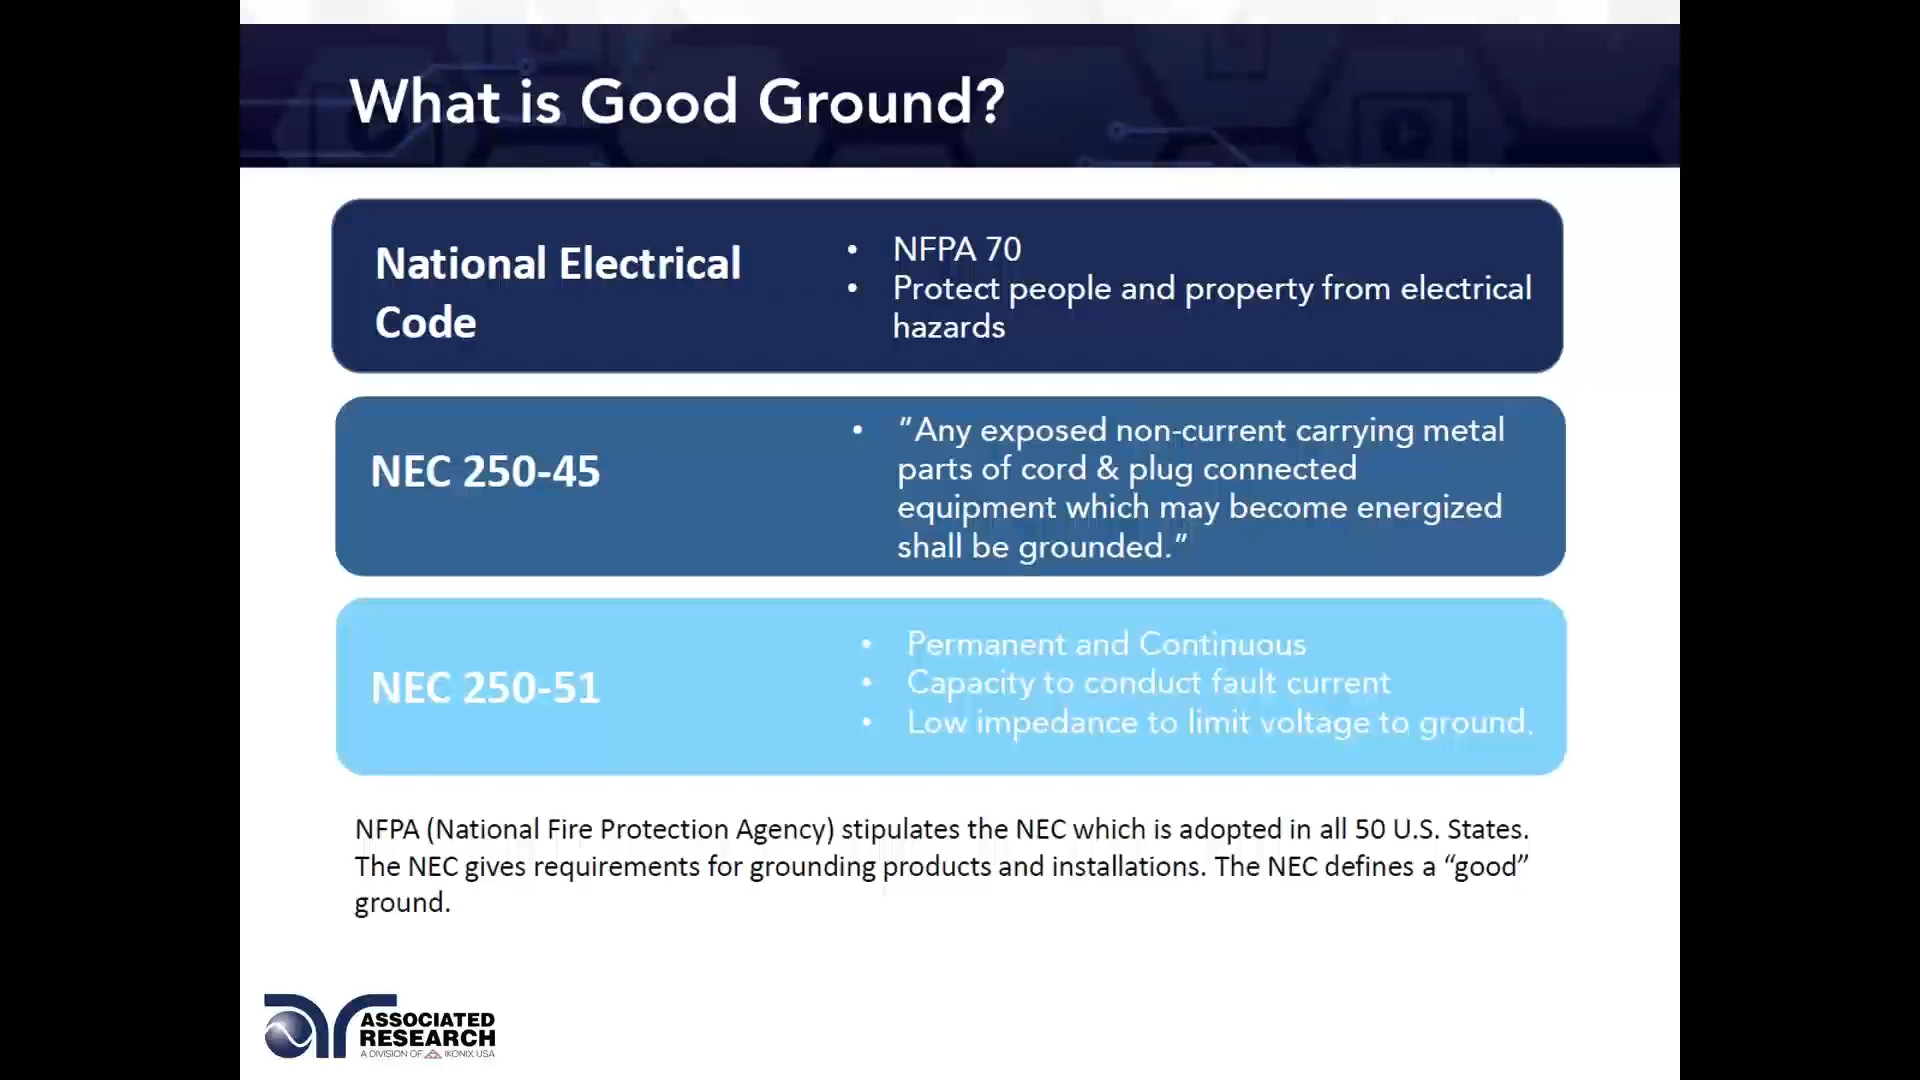 What is Good Ground?
National Electrical
Code
• NFPA 70
• Protect people and property from electrical
hazards
NEC 250-45
• "Any exposed non-current carrying metal
parts of cord & plug connected
equipment which may become energized
shall be grounded."
NEC 250-51
• Permanent and Continuous
• Capacity to conduct fault current
• Low impedance to limit voltage to ground.
NFPA (National Fire Protection Agency) stipulates the NEC which is adopted in all 50 U.S. States.
The NEC gives requirements for grounding products and installations. The NEC defines a “good”
ground.
ar
ASSOCIATED
RESEARCH
A DIVISION OF IKONIX USA